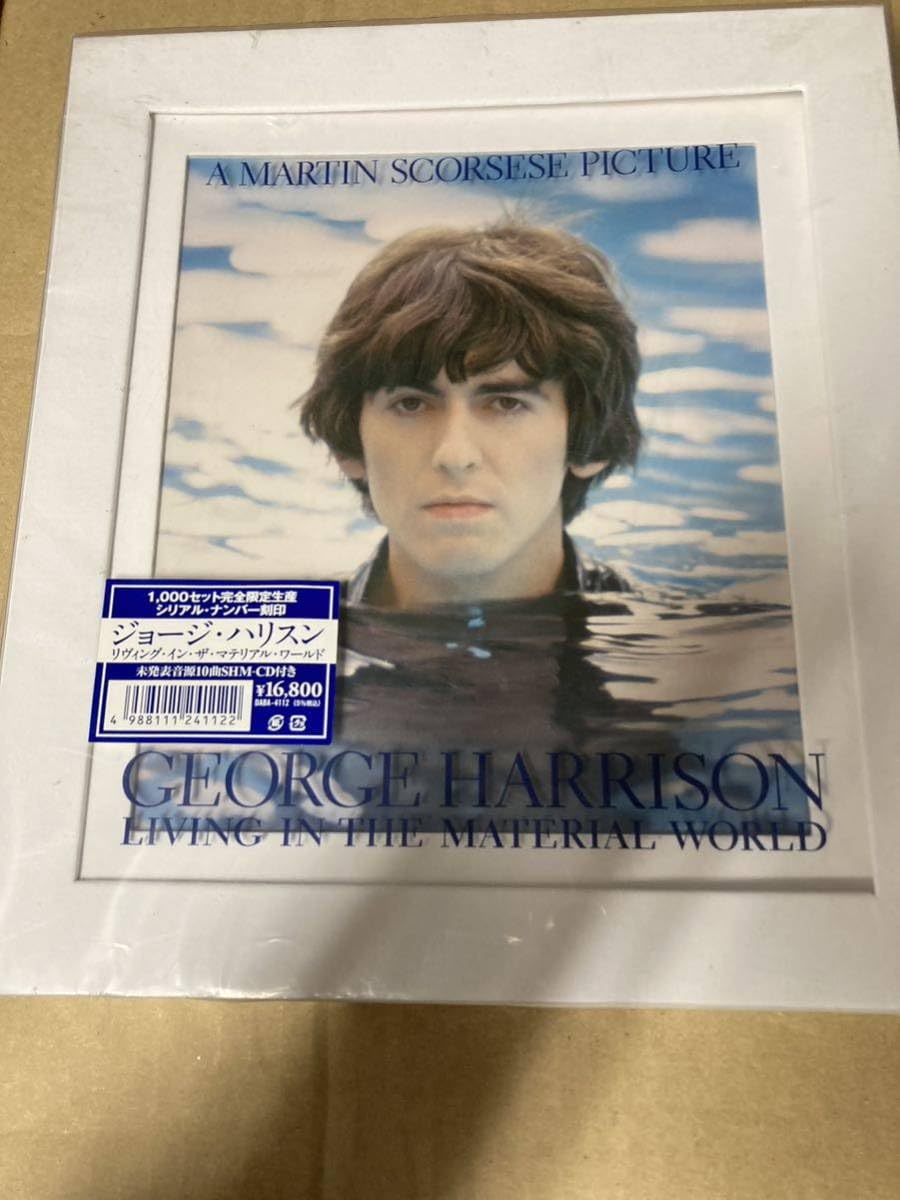 A MARTIN SCORSESE PICTURE
1,000セット完全限定生産
シリアル・ナンバー刻印
ジョージ・ハリスン
リヴィング・イン・ザ・マテリアル・ワールド
未発表音源10曲SHM-CD付き
¥16,800
DABA-4112 (5%税込)
4 988111 241122
GEORGE HARRISON
LIVING IN THE MATERIAL WORLD